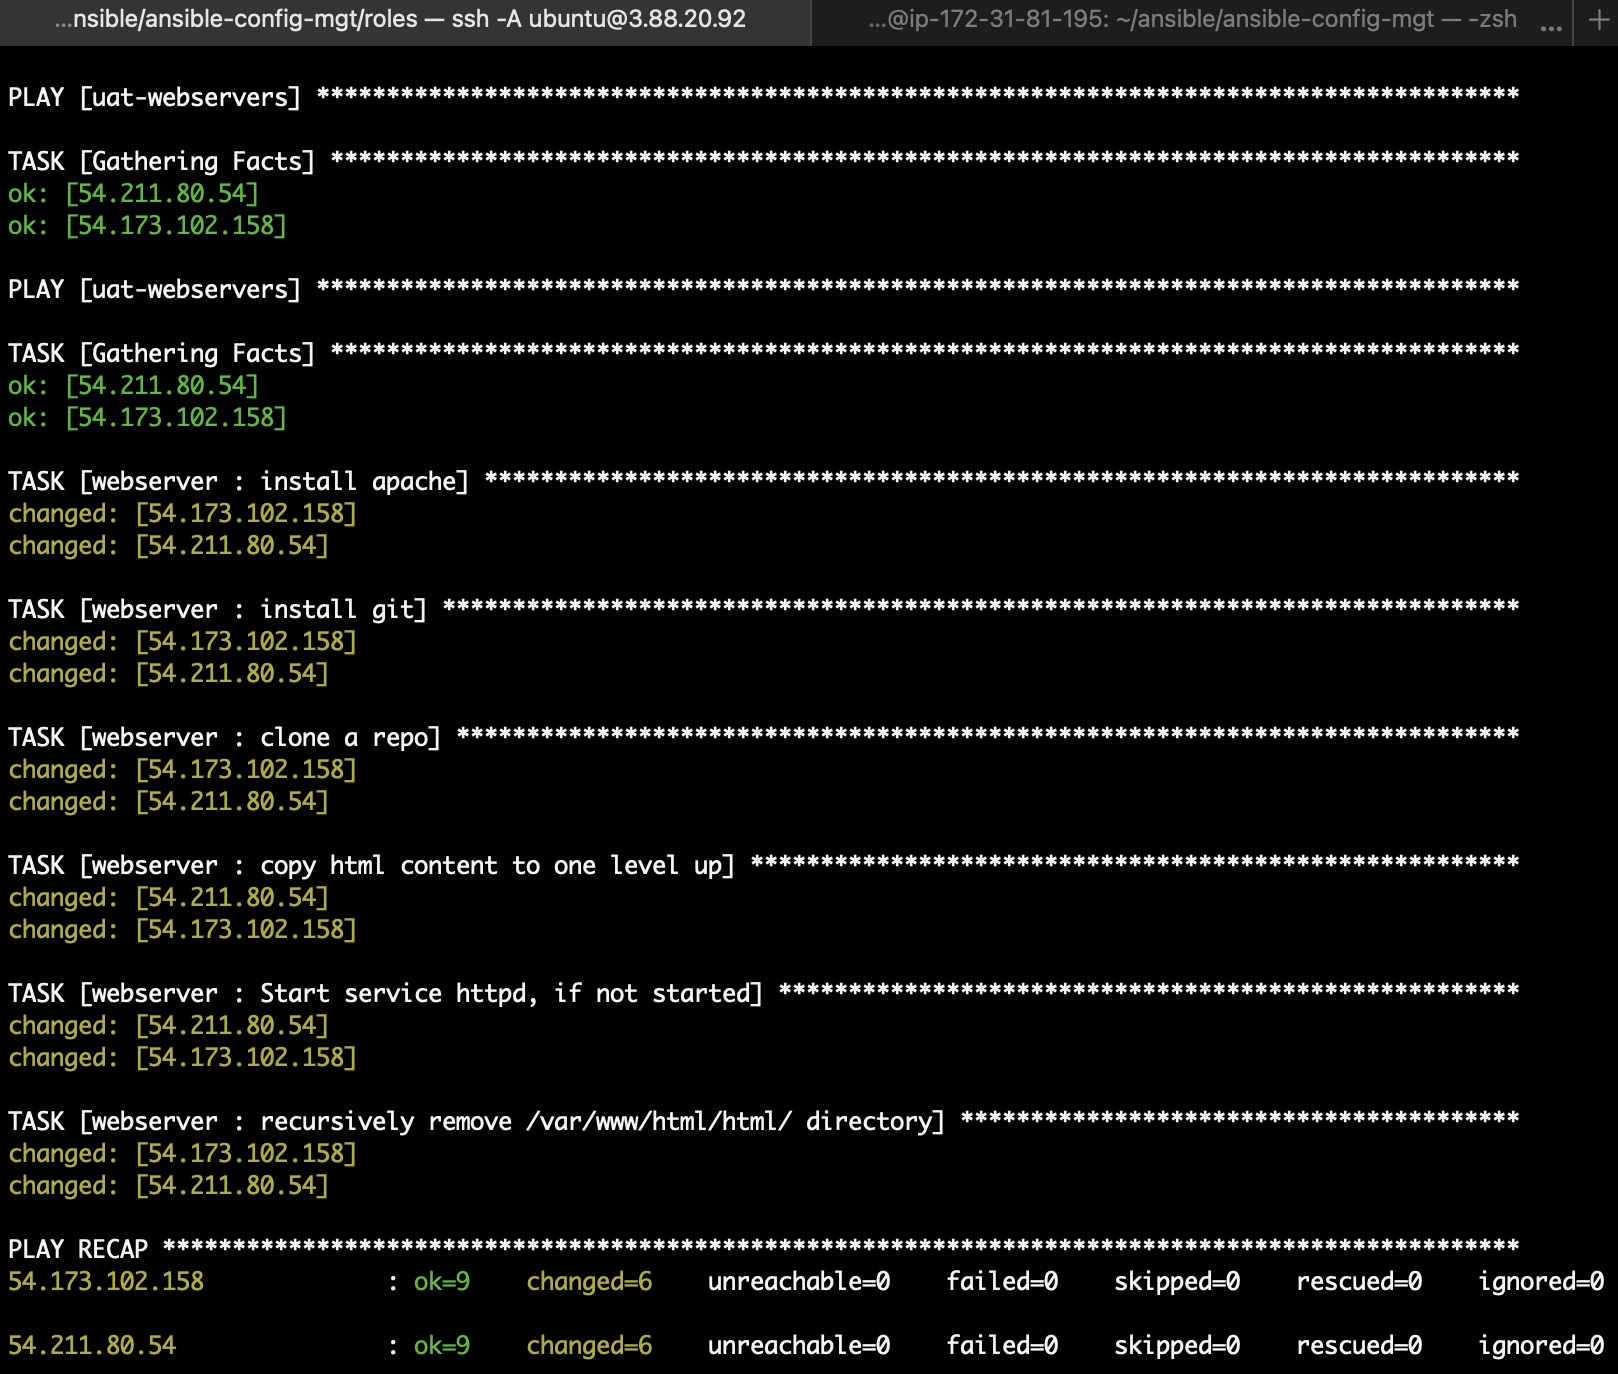 ...nsible/ansible-config-mgt/roles — ssh -A ubuntu@3.88.20.92
...@ip-172-31-81-195: ~/ansible/ansible-config-mgt — -zsh ... +
PLAY [uat-webservers] **************************************************************************************
TASK [Gathering Facts] *************************************************************************************
ok: [54.211.80.54]
ok: [54.173.102.158]
PLAY [uat-webservers] **************************************************************************************
TASK [Gathering Facts] *************************************************************************************
ok: [54.211.80.54]
ok: [54.173.102.158]
TASK [webserver : install apache] **************************************************************************
changed: [54.173.102.158]
changed: [54.211.80.54]
TASK [webserver : install git] *****************************************************************************
changed: [54.173.102.158]
changed: [54.211.80.54]
TASK [webserver : clone a repo] ****************************************************************************
changed: [54.173.102.158]
changed: [54.211.80.54]
TASK [webserver : copy html content to one level up] *******************************************************
changed: [54.211.80.54]
changed: [54.173.102.158]
TASK [webserver : Start service httpd, if not started] *****************************************************
changed: [54.211.80.54]
changed: [54.173.102.158]
TASK [webserver : recursively remove /var/www/html/html/ directory] ****************************************
changed: [54.173.102.158]
changed: [54.211.80.54]
PLAY RECAP *************************************************************************************************
54.173.102.158 : ok=9 changed=6 unreachable=0 failed=0 skipped=0 rescued=0 ignored=0
54.211.80.54 : ok=9 changed=6 unreachable=0 failed=0 skipped=0 rescued=0 ignored=0